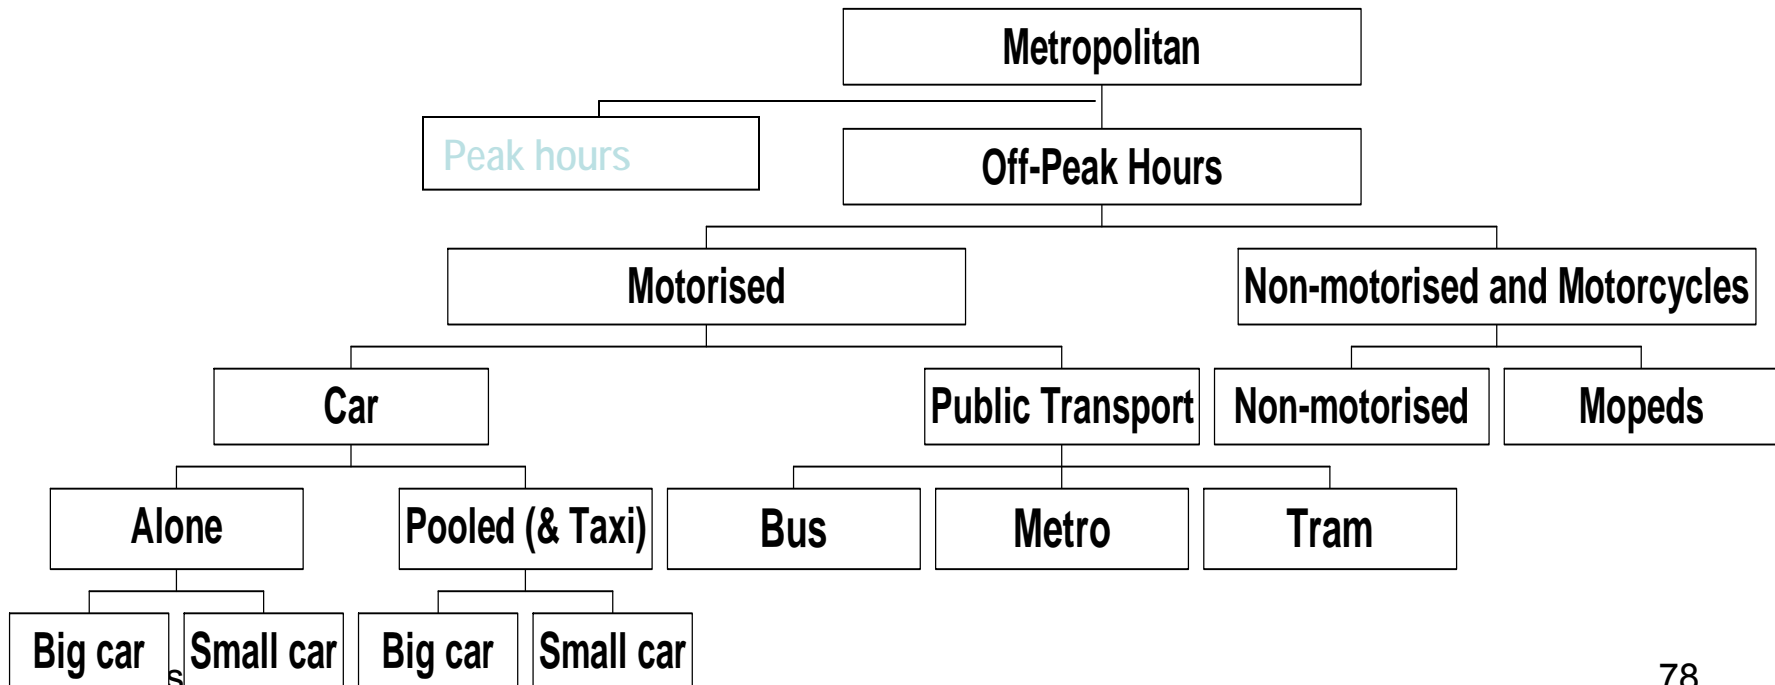 Metropolitan
Peak hours
Off-Peak Hours
Motorised
Non-motorised and Motorcycles
Car
Public Transport
Non-motorised
Mopeds
Alone
Pooled (& Taxi)
Bus
Metro
Tram
Big car
Small car
Big car
Small car
78